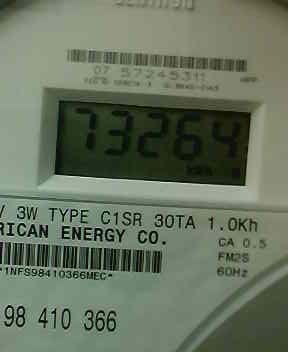 07 57245311
73264
V 3W TYPE C1SR 30TA 1.0Kh
RICAN ENERGY CO.
CA 0.5
FM2S
60Hz
*1NFS98410366MEC*
98 410 366